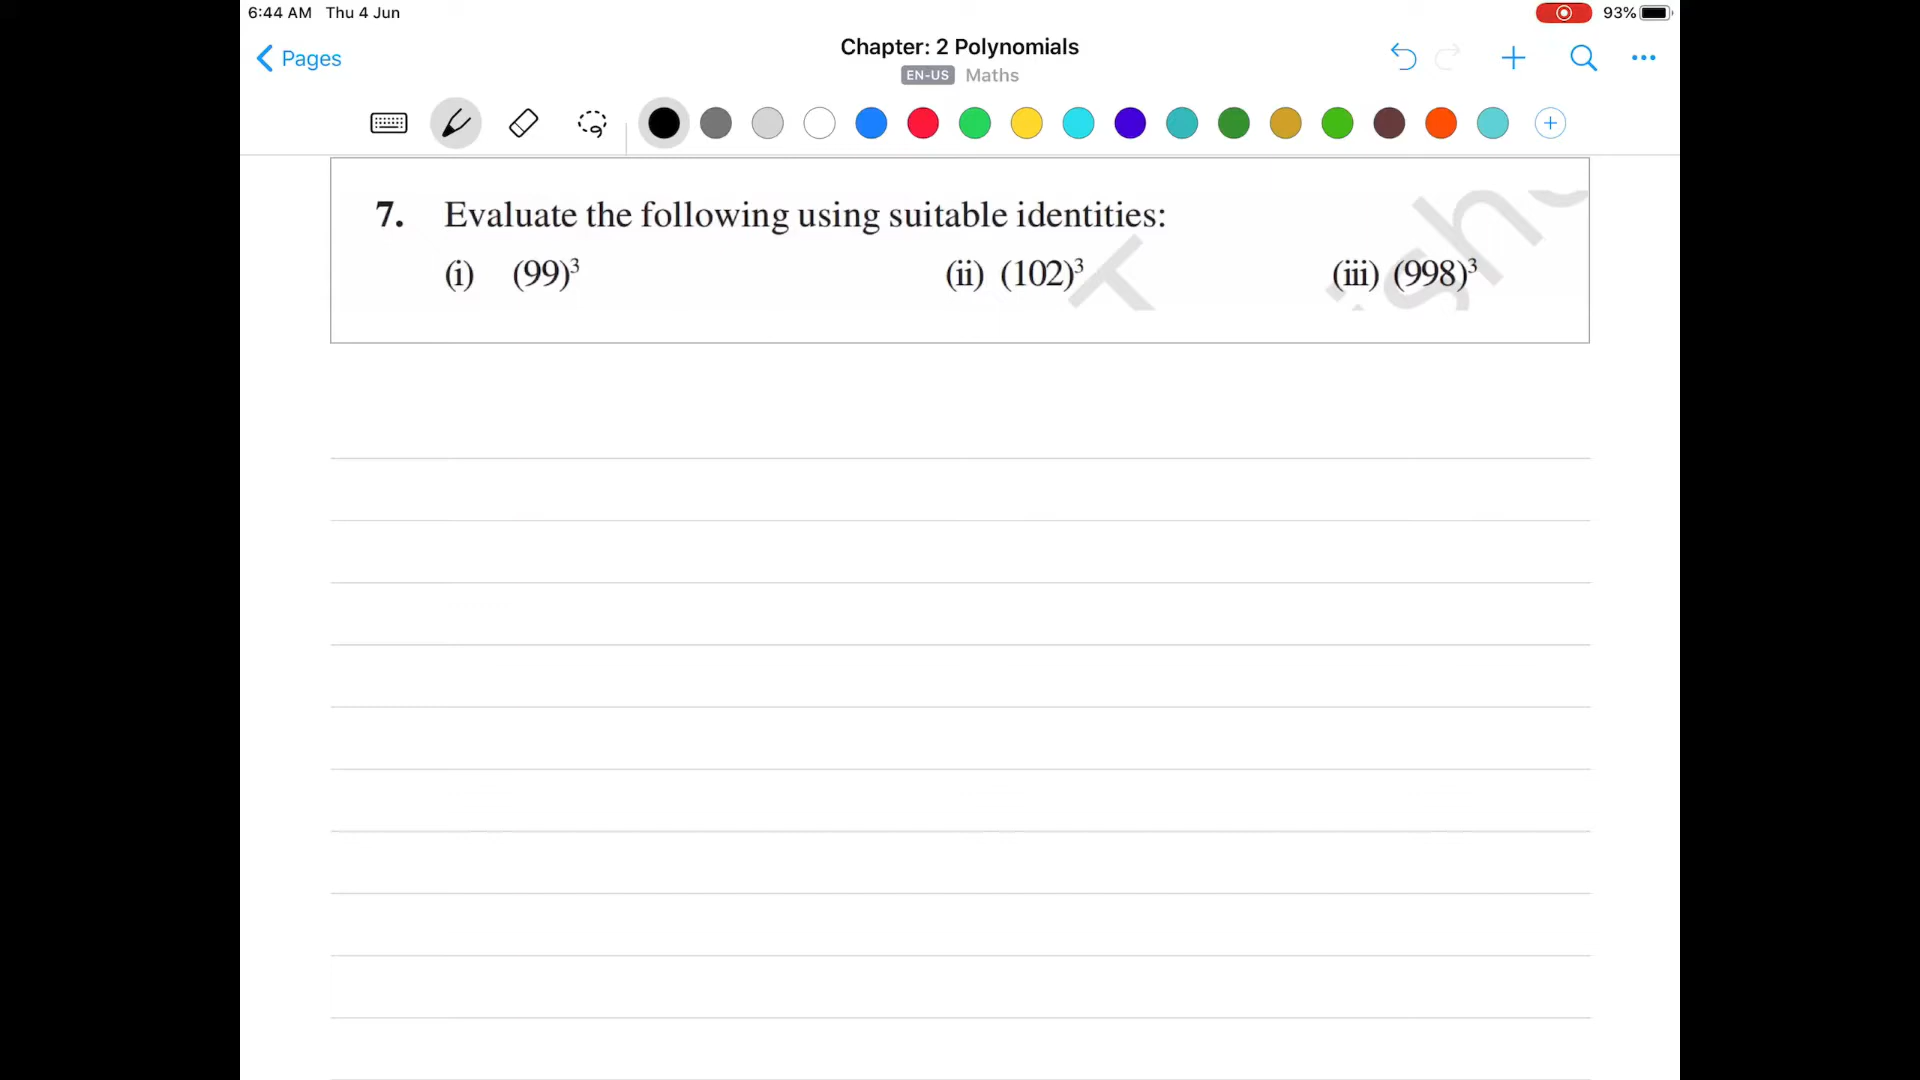 6:44 AM Thu 4 Jun
93%
Pages
Chapter: 2 Polynomials
EN-US Maths
7. Evaluate the following using suitable identities:
(i) (99)³ (ii) (102)³ (iii) (998)³